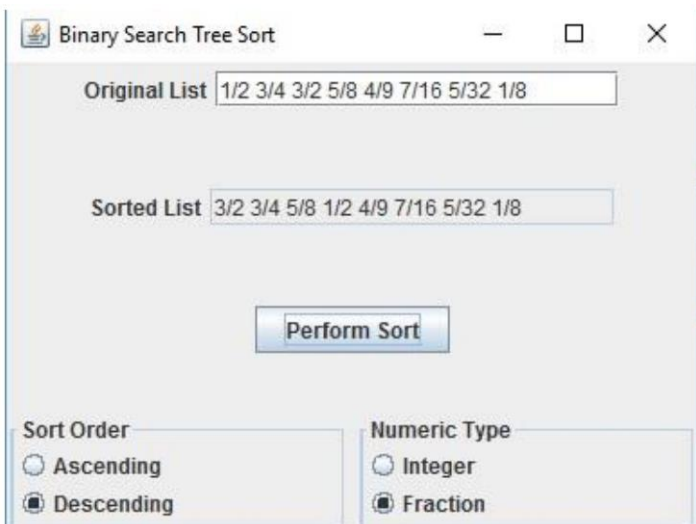 Binary Search Tree Sort
Original List 1/2 3/4 3/2 5/8 4/9 7/16 5/32 1/8
Sorted List 3/2 3/4 5/8 1/2 4/9 7/16 5/32 1/8
Perform Sort
Sort Order Numeric Type
Ascending Integer
Descending Fraction